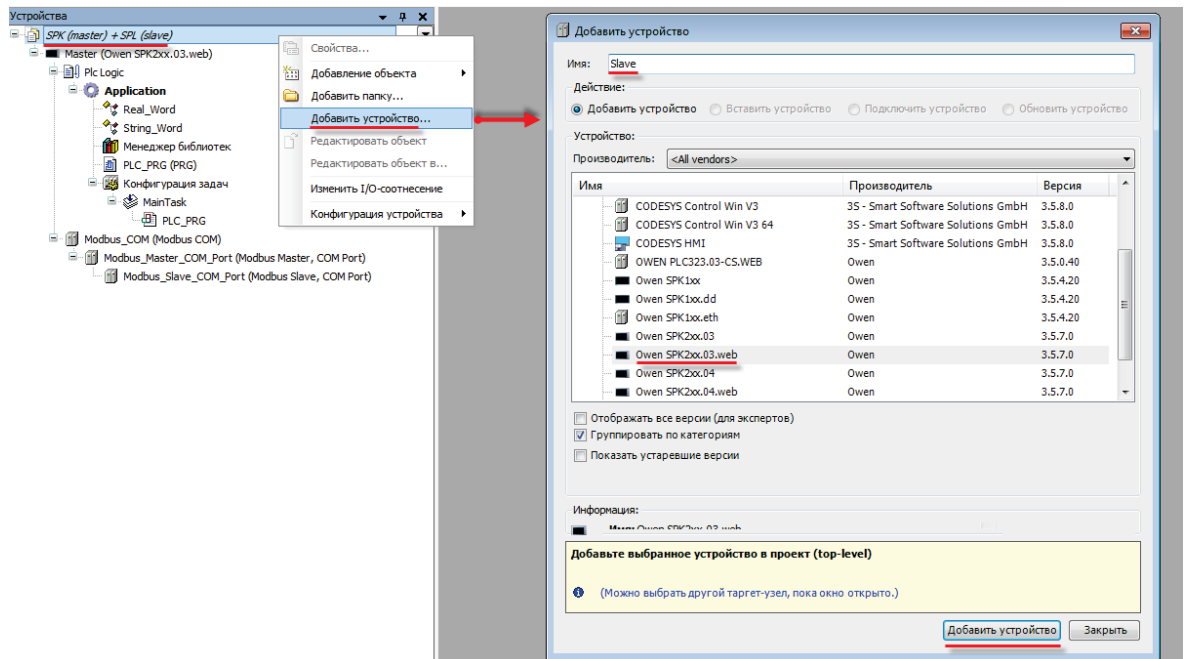 Устройства
SPK (master) + SPL (slave)
Master (Owen SPK2xx.03.web)
Plc Logic
Application
Real_Word
String_Word
Менеджер библиотек
PLC_PRG (PRG)
Конфигурация задач
MainTask
PLC_PRG
Modbus_COM (Modbus COM)
Modbus_Master_COM_Port (Modbus Master, COM Port)
Modbus_Slave_COM_Port (Modbus Slave, COM Port)
Свойства...
Добавление объекта
Добавить папку...
Добавить устройство...
Редактировать объект
Редактировать объект в...
Изменить I/O-соотнесение
Конфигурация устройства
Добавить устройство
Имя: Slave
Действие:
Добавить устройство Вставить устройство Подключить устройство Обновить устройство
Устройство:
Производитель: <All vendors>
Имя Производитель Версия
CODESYS Control Win V3 3S - Smart Software Solutions GmbH 3.5.8.0
CODESYS Control Win V3 64 3S - Smart Software Solutions GmbH 3.5.8.0
CODESYS HMI 3S - Smart Software Solutions GmbH 3.5.8.0
OWEN PLC323.03-CS.WEB Owen 3.5.0.40
Owen SPK1xx Owen 3.5.4.20
Owen SPK1xx.dd Owen 3.5.4.20
Owen SPK1xx.eth Owen 3.5.4.20
Owen SPK2xx.03 Owen 3.5.7.0
Owen SPK2xx.03.web Owen 3.5.7.0
Owen SPK2xx.04 Owen 3.5.7.0
Owen SPK2xx.04.web Owen 3.5.7.0
Отображать все версии (для экспертов)
Группировать по категориям
Показать устаревшие версии
Информация:
Имя: Owen SPK2xx.03.web
Добавьте выбранное устройство в проект (top-level)
(Можно выбрать другой таргет-узел, пока окно открыто.)
Добавить устройство Закрыть